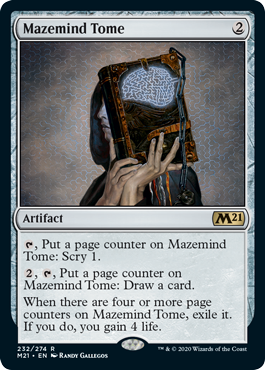 Mazemind Tome 2
Artifact M21
T, Put a page counter on Mazemind
Tome: Scry 1.
2, T, Put a page counter on
Mazemind Tome: Draw a card.
When there are four or more page
counters on Mazemind Tome, exile it.
If you do, you gain 4 life.
232/274 R
M21 • EN Randy Gallegos
™ & © 2020 Wizards of the Coast